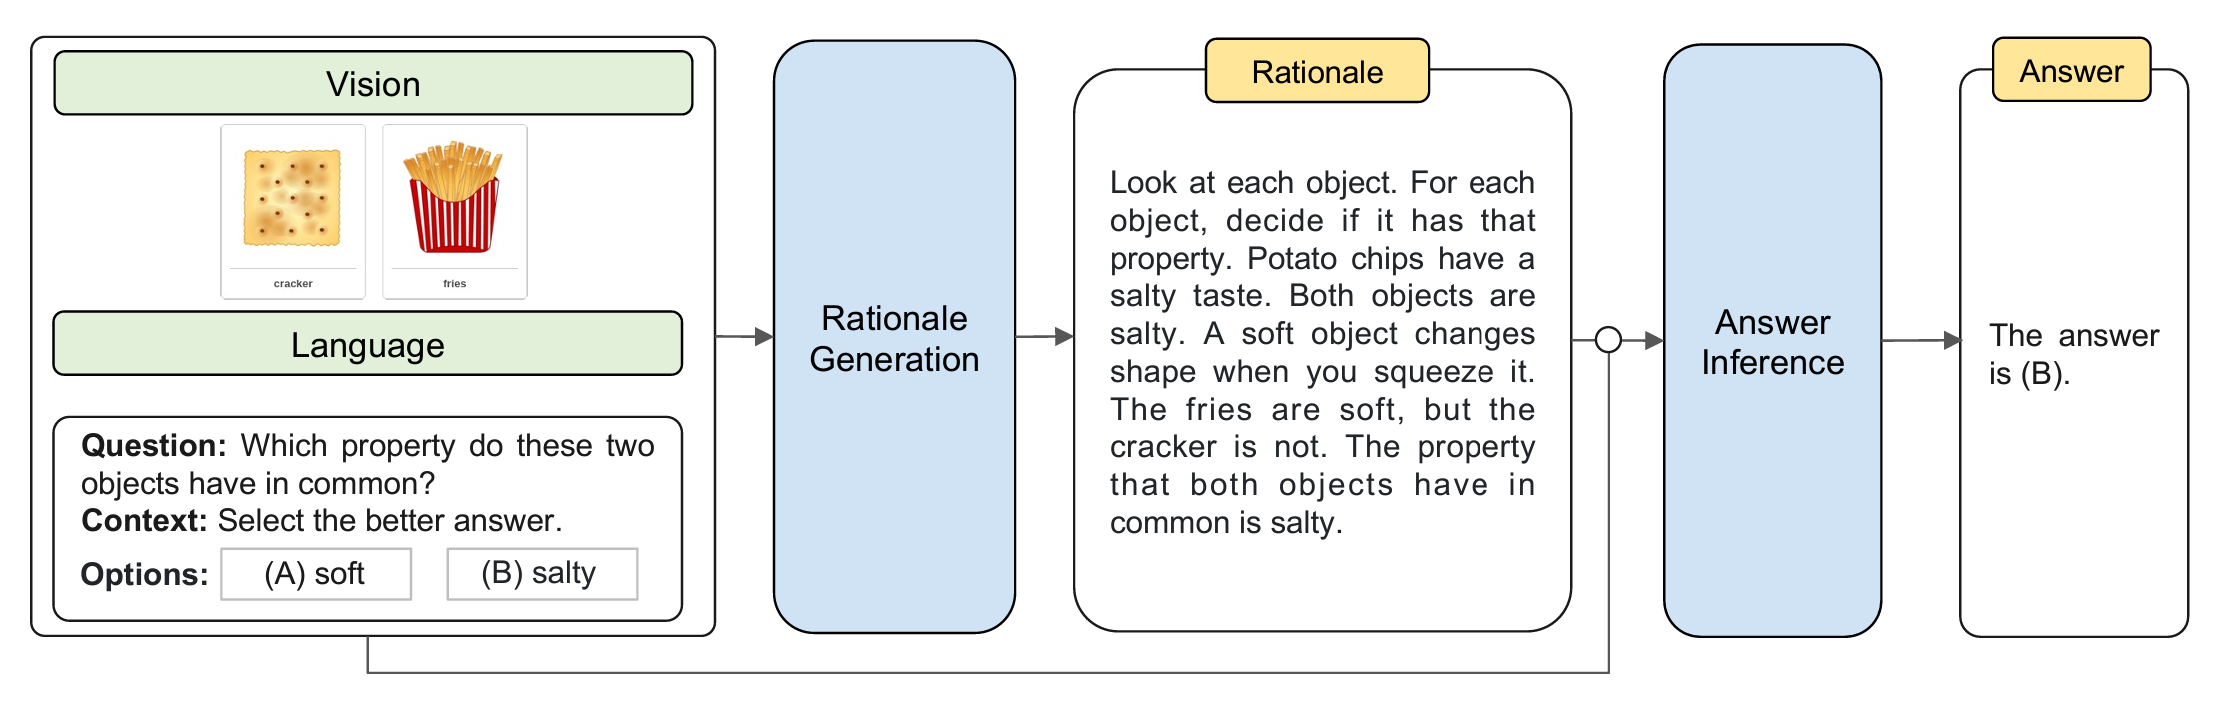 Vision
cracker
fries
Language
Question: Which property do these two
objects have in common?
Context: Select the better answer.
Options: (A) soft (B) salty
Rationale
Generation
Rationale
Look at each object. For each
object, decide if it has that
property. Potato chips have a
salty taste. Both objects are
salty. A soft object changes
shape when you squeeze it.
The fries are soft, but the
cracker is not. The property
that both objects have in
common is salty.
Answer
Inference
Answer
The answer
is (B).